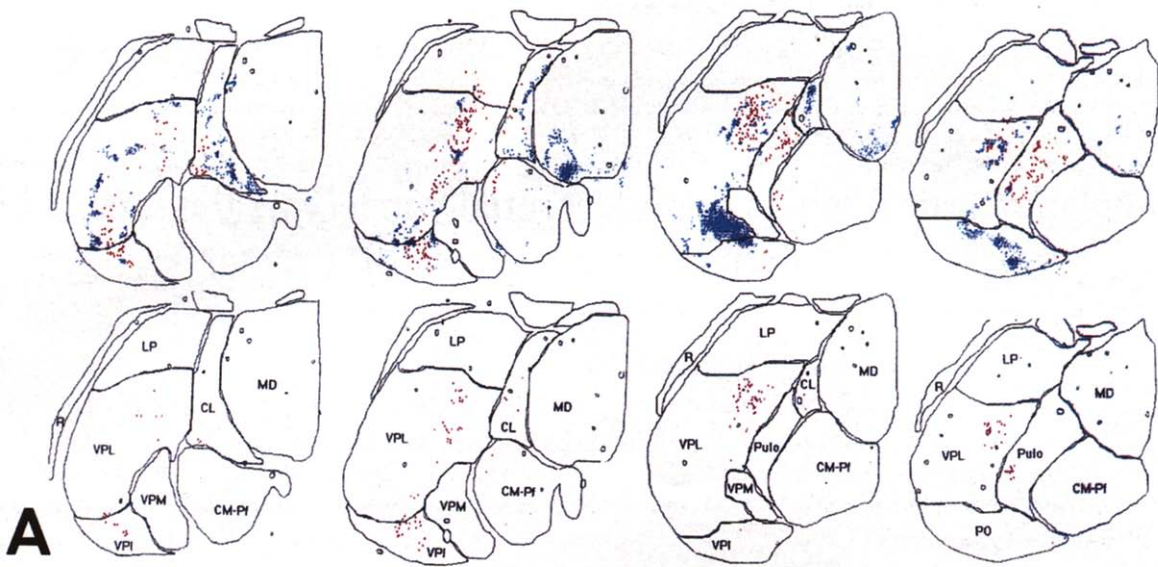 LP
MD
CL
R
VPL
VPM
CM-Pf
VPI
LP
MD
CL
VPL
VPM
CM-Pf
VPI
R
LP
CL
MD
VPL
Pulo
CM-Pf
VPM
VPI
LP
R
MD
VPL
Pulo
CM-Pf
PO
A